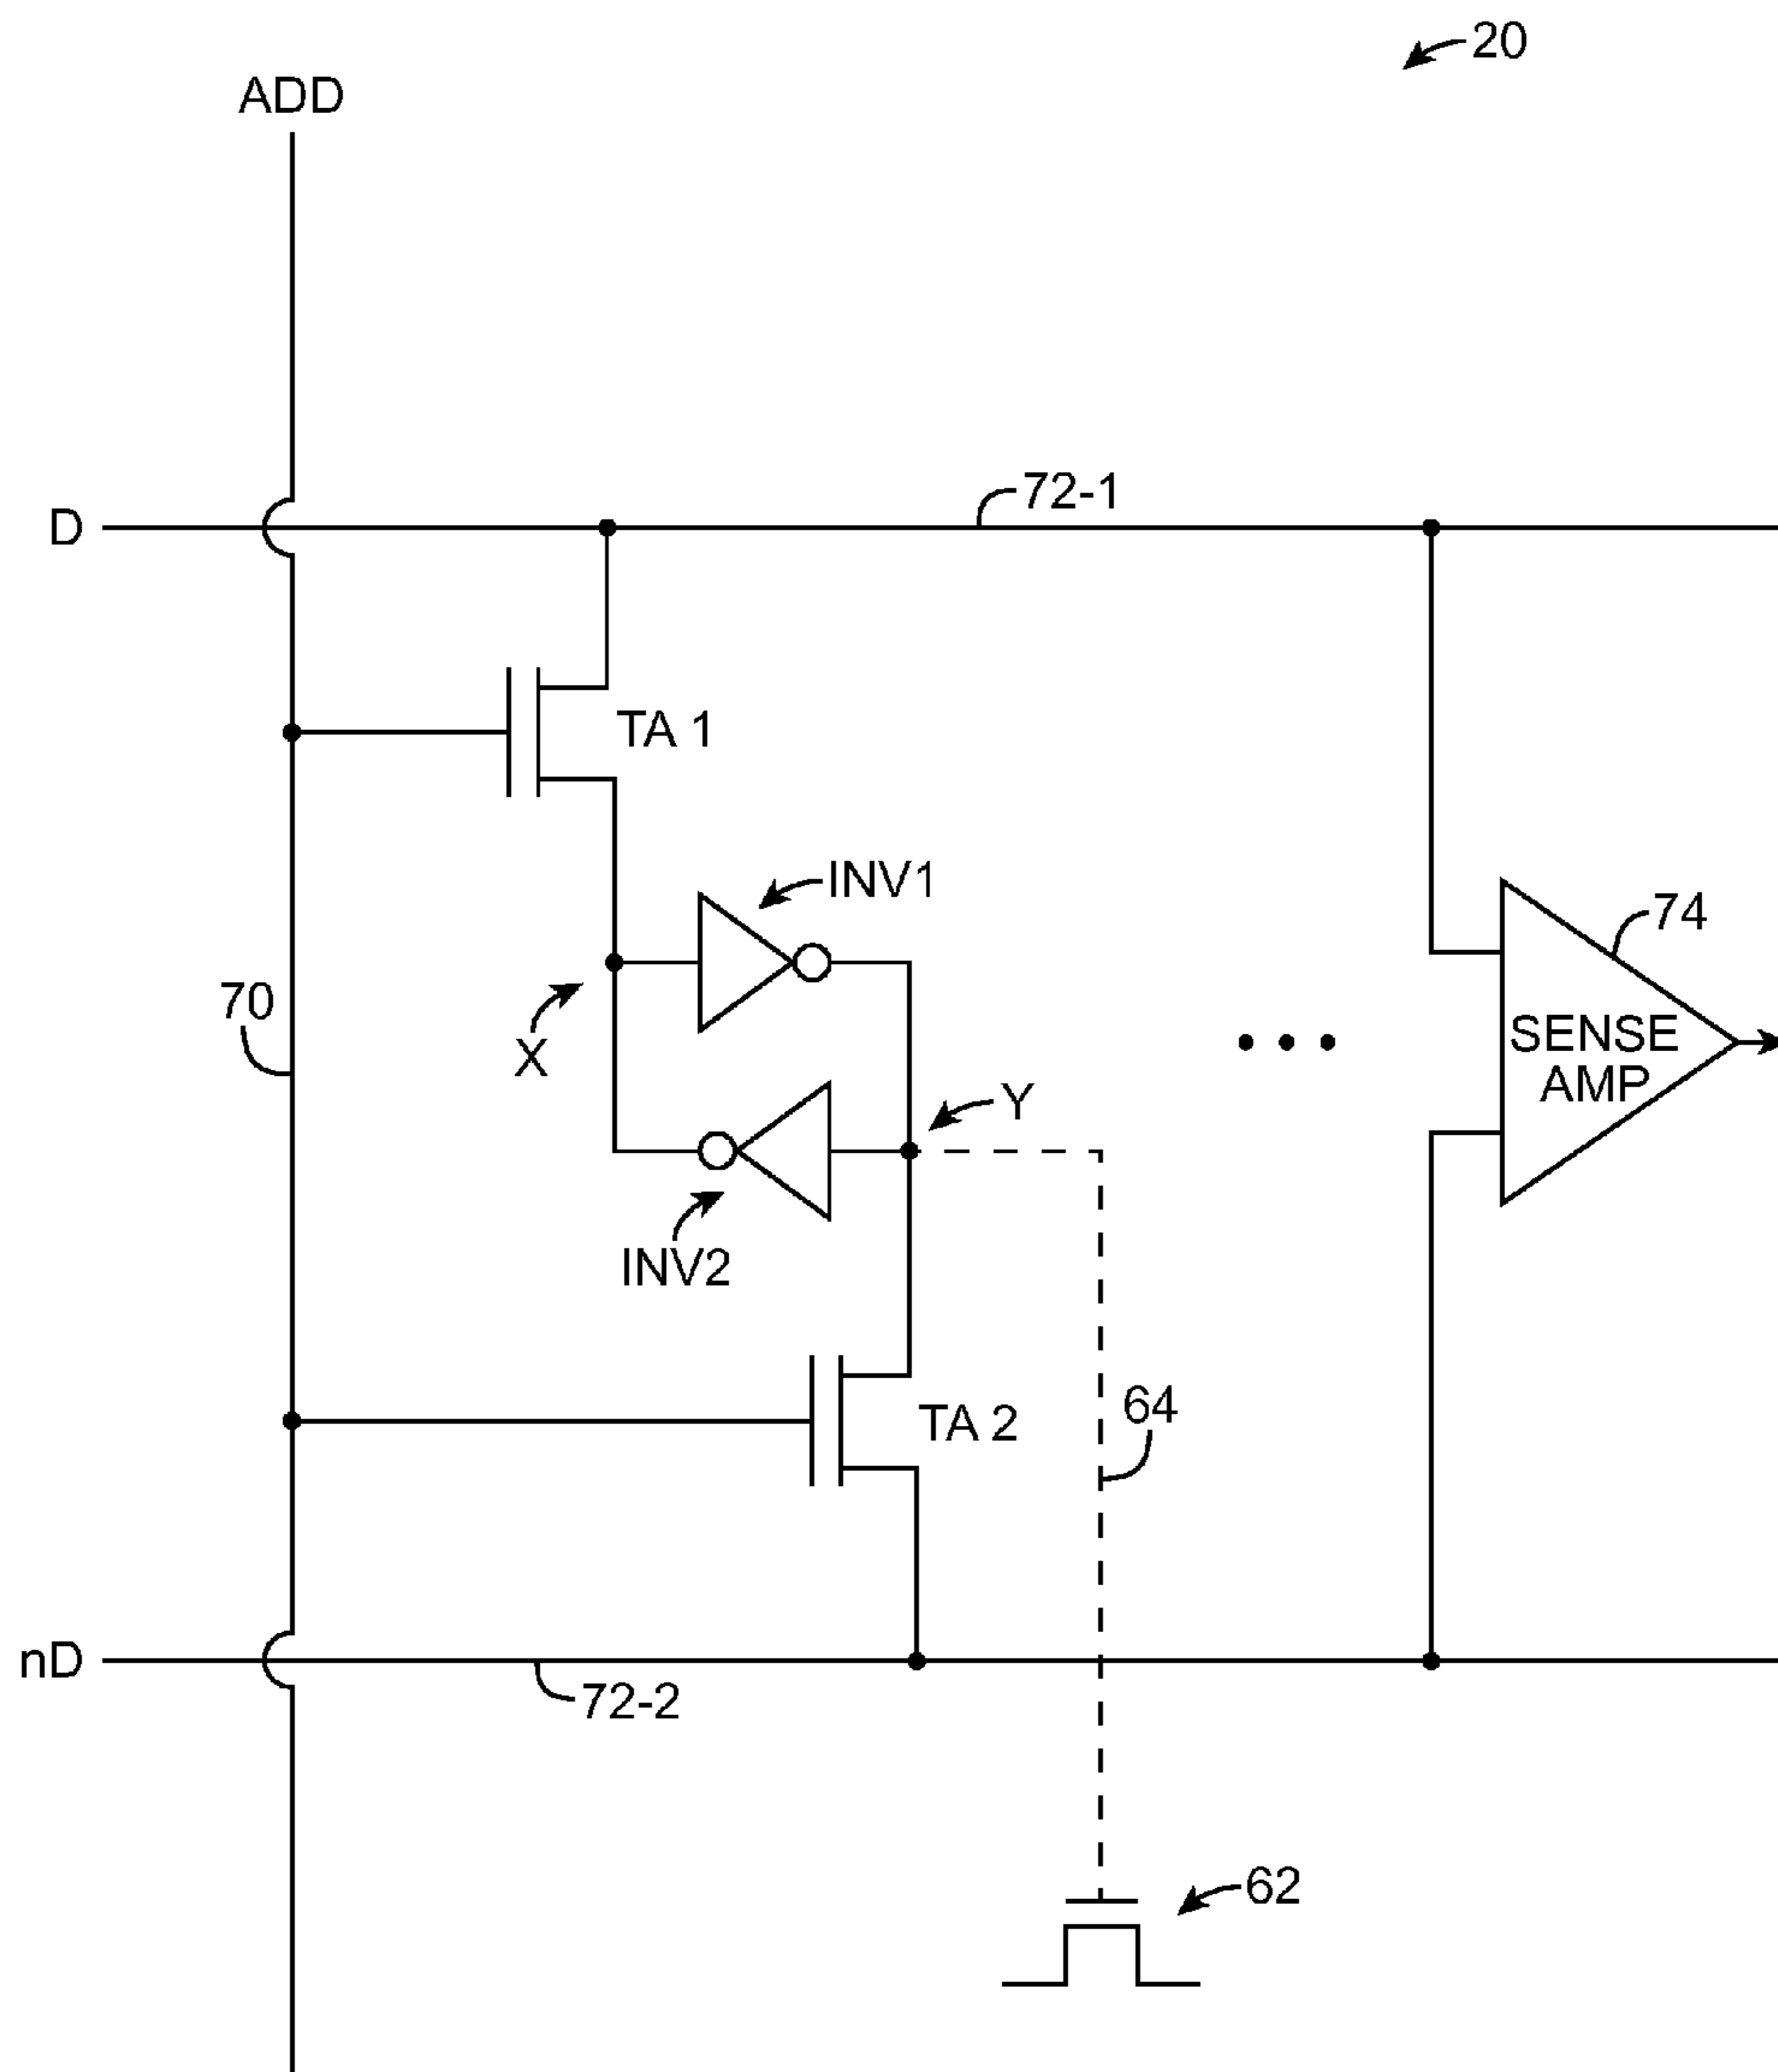 20
ADD
72-1
D
TA 1
INV1
74
70
SENSE
AMP
X
Y
INV2
64
TA 2
nD
72-2
62